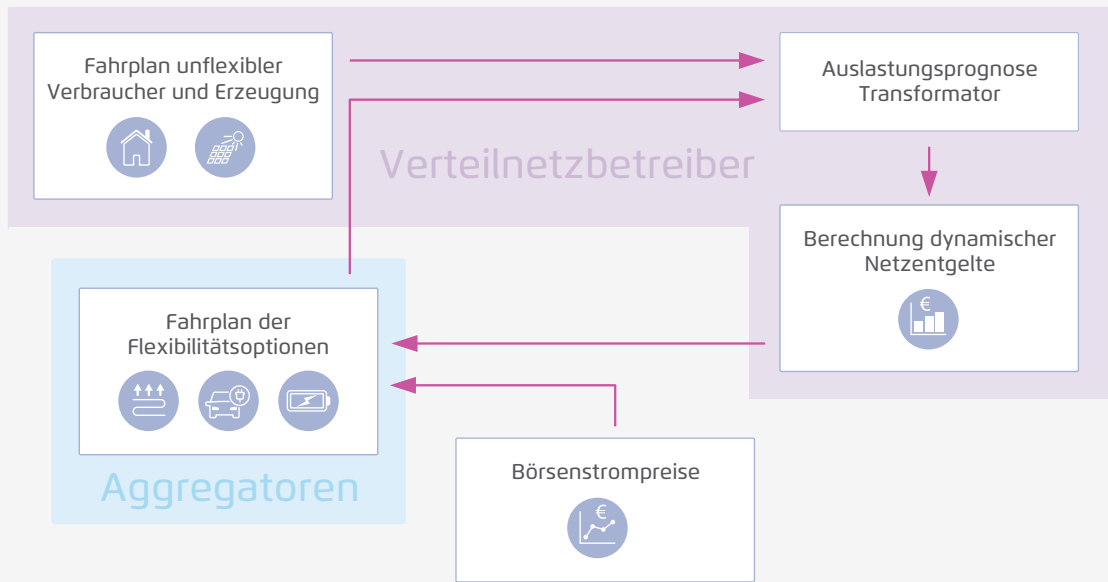 Fahrplan unflexibler
Verbraucher und Erzeugung
Auslastungsprognose
Transformator
Verteilnetzbetreiber
Berechnung dynamischer
Netzentgelte
€
Fahrplan der
Flexibilitätsoptionen
Aggregatoren
Börsenstrompreise
€